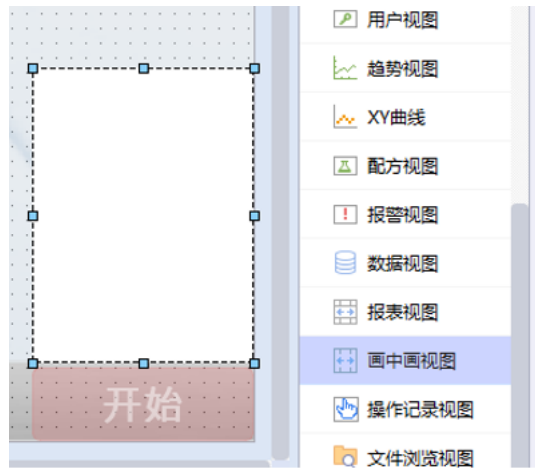 用户视图
趋势视图
XY曲线
配方视图
报警视图
数据视图
报表视图
画中画视图
操作记录视图
文件浏览视图
开始